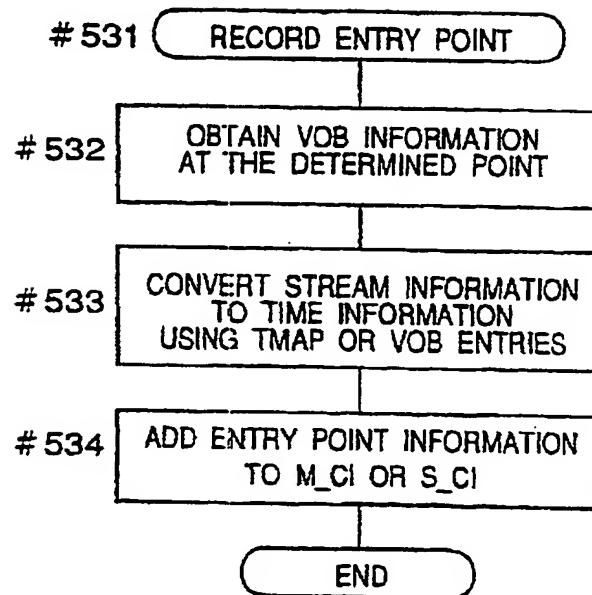 #531 RECORD ENTRY POINT
#532 OBTAIN VOB INFORMATION
AT THE DETERMINED POINT
#533 CONVERT STREAM INFORMATION
TO TIME INFORMATION
USING TMAP OR VOB ENTRIES
#534 ADD ENTRY POINT INFORMATION
TO M_CI OR S_CI
END